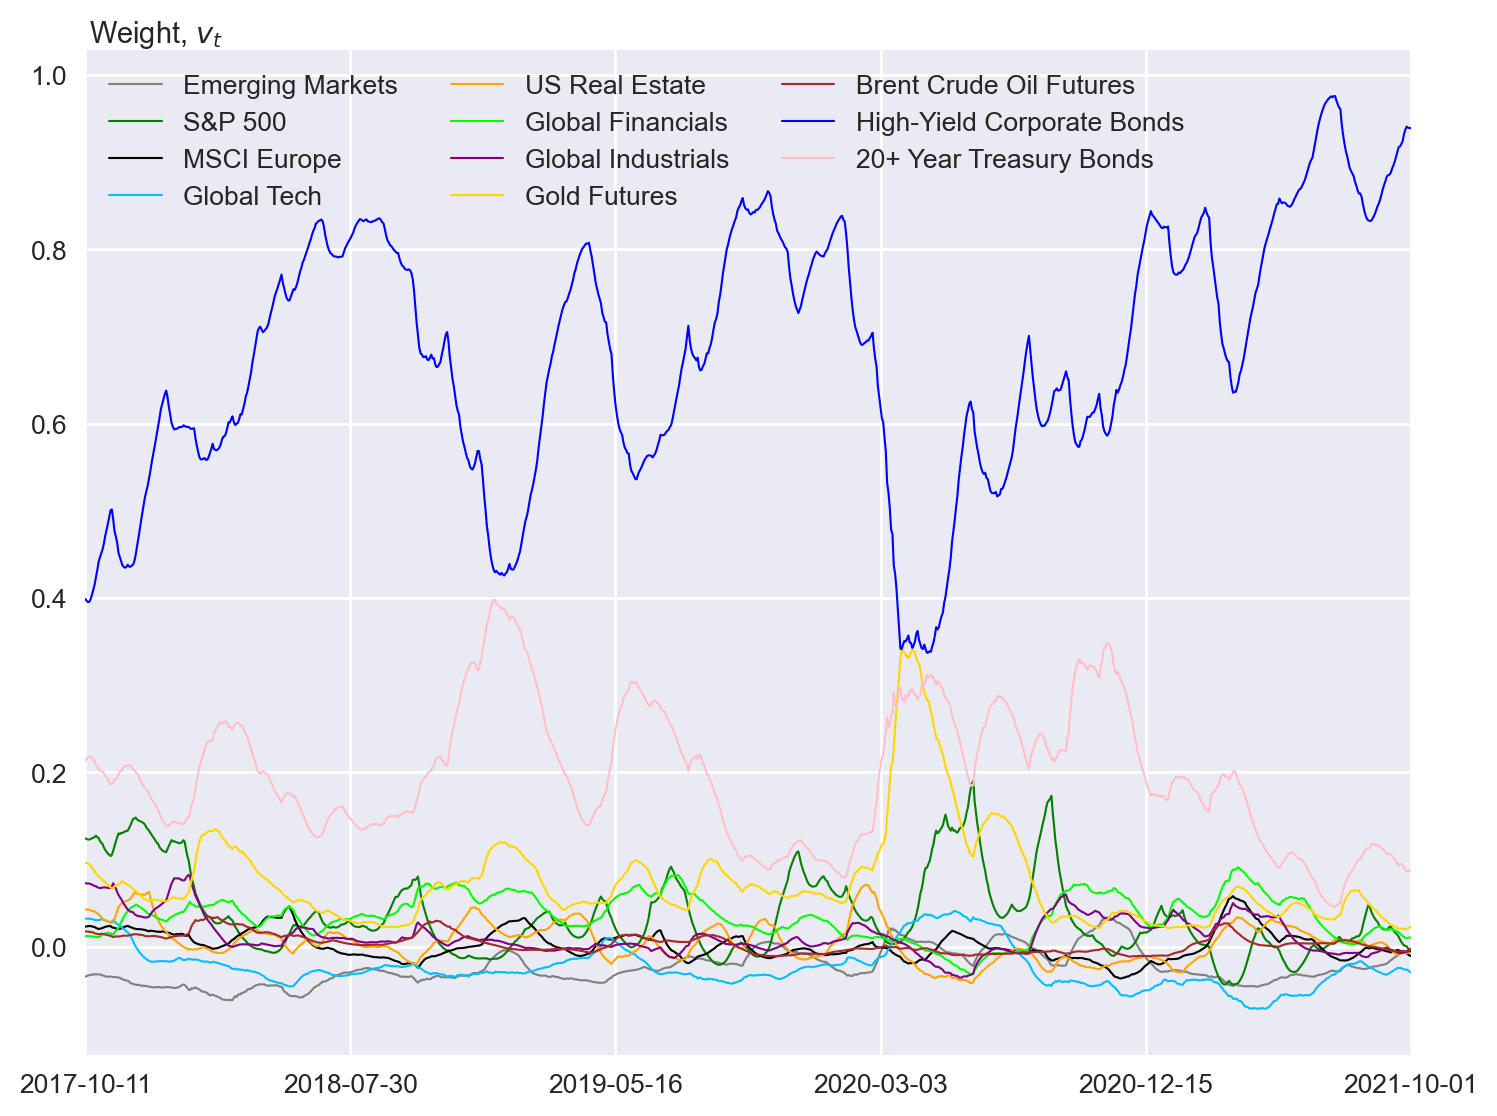 Weight, v_t
1.0
0.8
0.6
0.4
0.2
0.0
Emerging Markets
S&P 500
MSCI Europe
Global Tech
US Real Estate
Global Financials
Global Industrials
Gold Futures
Brent Crude Oil Futures
High-Yield Corporate Bonds
20+ Year Treasury Bonds
2017-10-11
2018-07-30
2019-05-16
2020-03-03
2020-12-15
2021-10-01